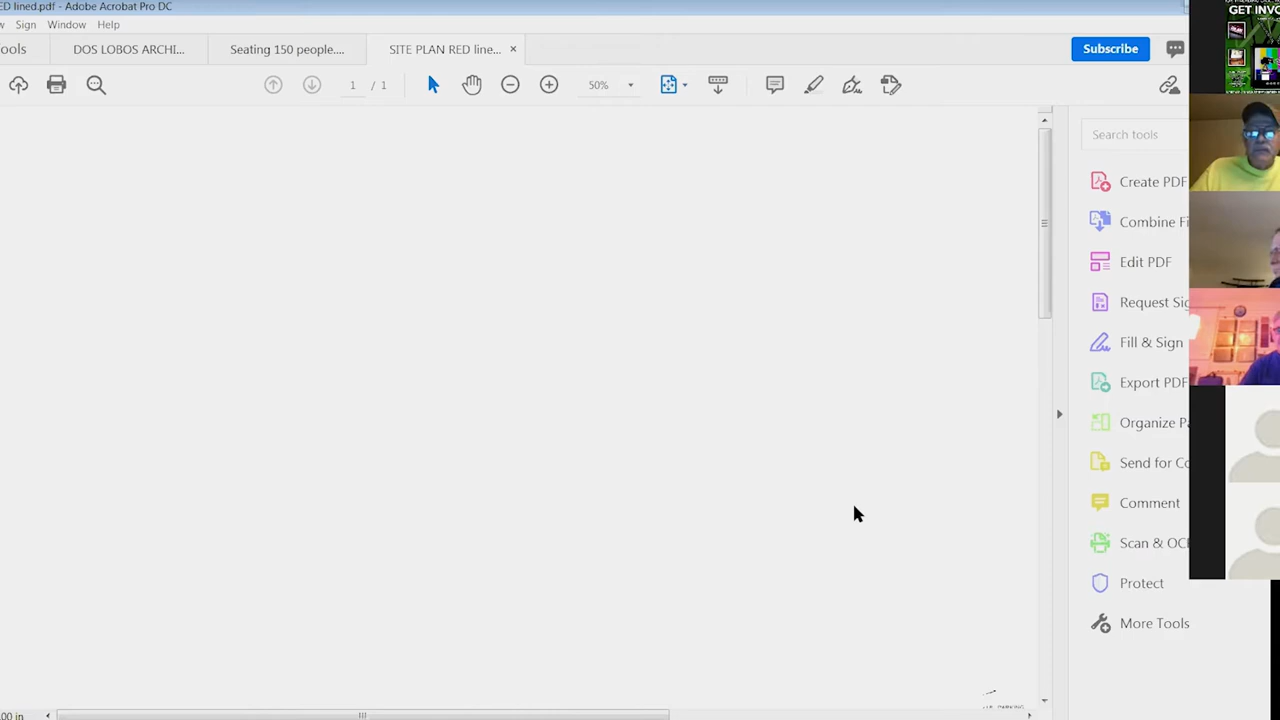 ED lined.pdf - Adobe Acrobat Pro DC
w Sign Window Help
ools DOS LOBOS ARCHI... Seating 150 people.... SITE PLAN RED line... × Subscribe
1 / 1 50%
Search tools
Create PDF
Combine Fi
Edit PDF
Request Sig
Fill & Sign
Export PDF
Organize Pa
Send for Co
Comment
Scan & OCR
Protect
More Tools
.00 in
PARKING
GET INVO